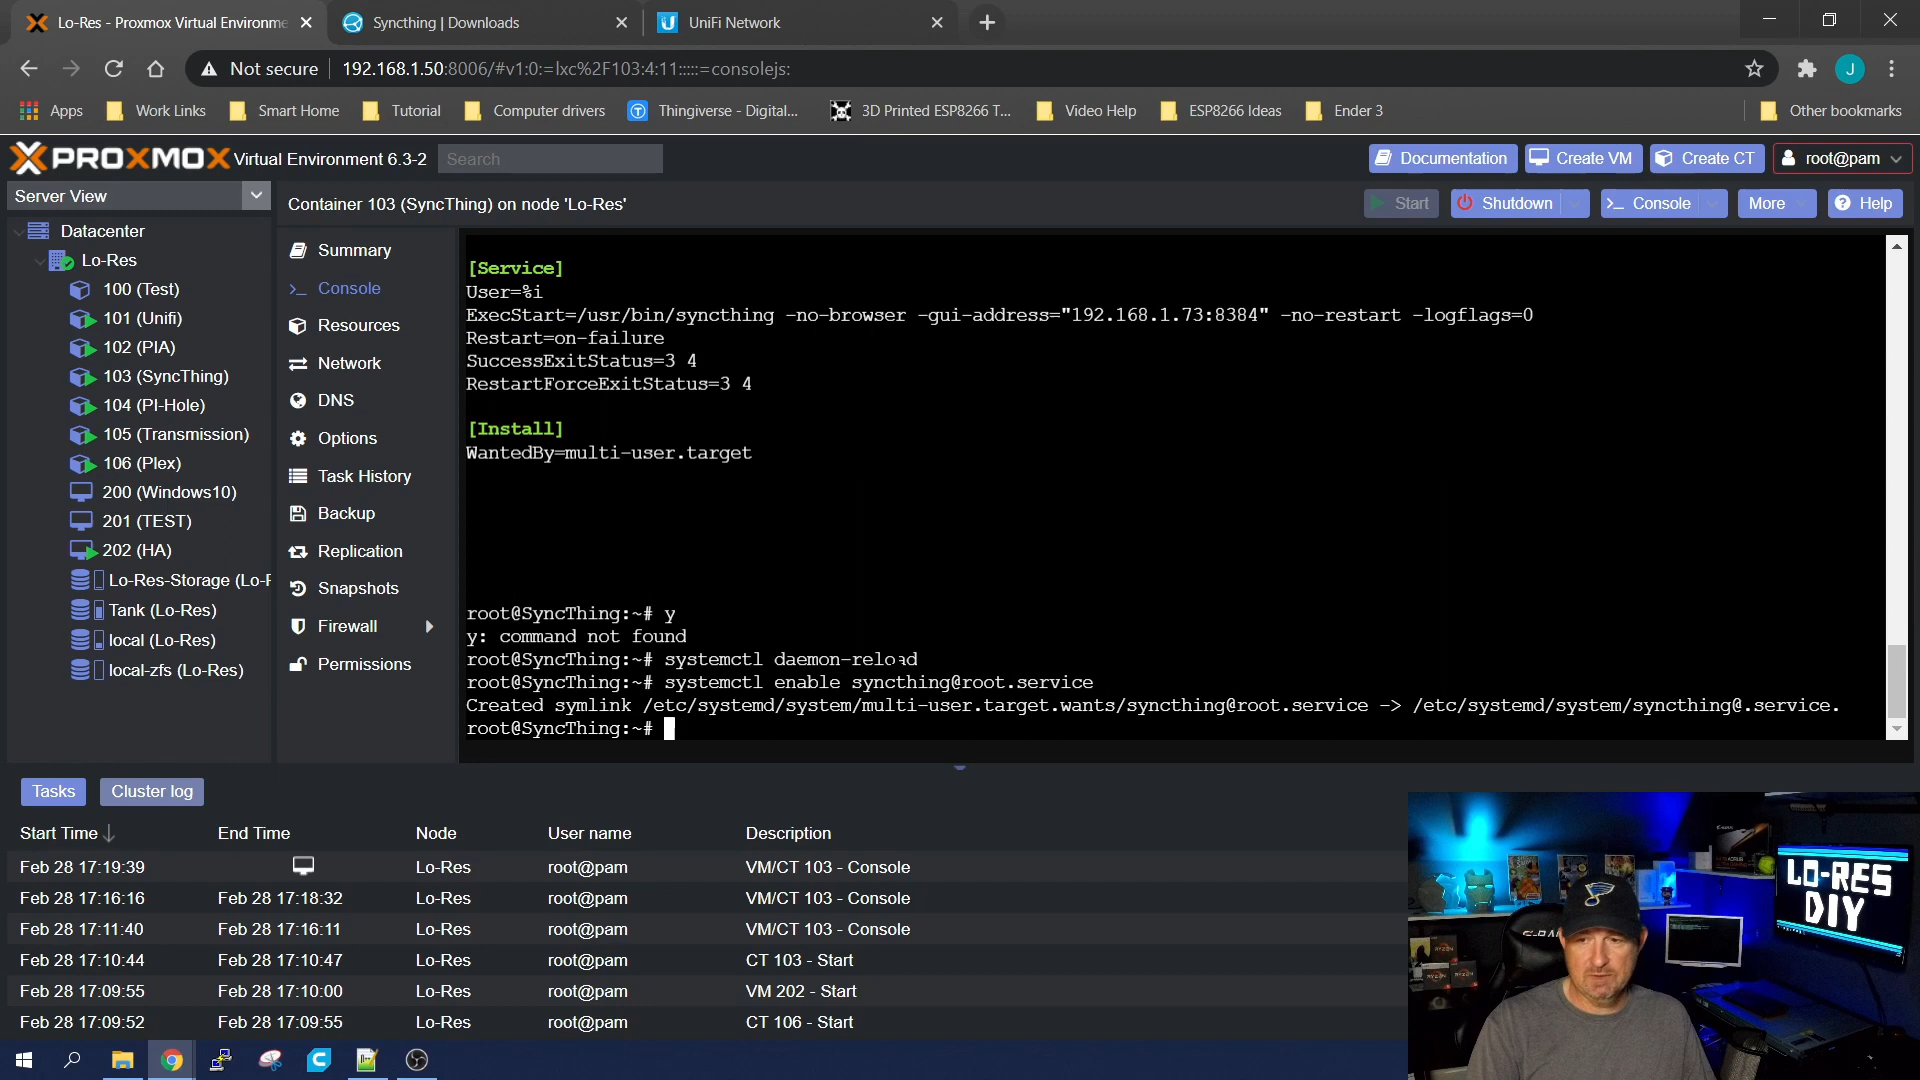 Lo-Res - Proxmox Virtual Environme
Syncthing | Downloads
UniFi Network
Not secure
192.168.1.50:8006/#v1:0:=lxc%2F103:4:11:::::=consolejs:
J
Apps
Work Links
Smart Home
Tutorial
Computer drivers
Thingiverse - Digital...
3D Printed ESP8266 T...
Video Help
ESP8266 Ideas
Ender 3
Other bookmarks
PROXMOX Virtual Environment 6.3-2
Search
Documentation
Create VM
Create CT
root@pam
Server View
Container 103 (SyncThing) on node 'Lo-Res'
Start
Shutdown
Console
More
Help
Datacenter
Lo-Res
100 (Test)
101 (Unifi)
102 (PIA)
103 (SyncThing)
104 (PI-Hole)
105 (Transmission)
106 (Plex)
200 (Windows10)
201 (TEST)
202 (HA)
Lo-Res-Storage (Lo-R
Tank (Lo-Res)
local (Lo-Res)
local-zfs (Lo-Res)
Summary
Console
Resources
Network
DNS
Options
Task History
Backup
Replication
Snapshots
Firewall
Permissions
[Service]
User=%i
ExecStart=/usr/bin/syncthing -no-browser -gui-address="192.168.1.73:8384" -no-restart -logflags=0
Restart=on-failure
SuccessExitStatus=3 4
RestartForceExitStatus=3 4
[Install]
WantedBy=multi-user.target
root@SyncThing:~# y
y: command not found
root@SyncThing:~# systemctl daemon-reload
root@SyncThing:~# systemctl enable syncthing@root.service
Created symlink /etc/systemd/system/multi-user.target.wants/syncthing@root.service -> /etc/systemd/system/syncthing@.service.
root@SyncThing:~#
Tasks
Cluster log
Start Time
End Time
Node
User name
Description
Feb 28 17:19:39 Lo-Res root@pam VM/CT 103 - Console
Feb 28 17:16:16 Feb 28 17:18:32 Lo-Res root@pam VM/CT 103 - Console
Feb 28 17:11:40 Feb 28 17:16:11 Lo-Res root@pam VM/CT 103 - Console
Feb 28 17:10:44 Feb 28 17:10:47 Lo-Res root@pam CT 103 - Start
Feb 28 17:09:55 Feb 28 17:10:00 Lo-Res root@pam VM 202 - Start
Feb 28 17:09:52 Feb 28 17:09:55 Lo-Res root@pam CT 106 - Start
LO-RES
DIY
RYZEN